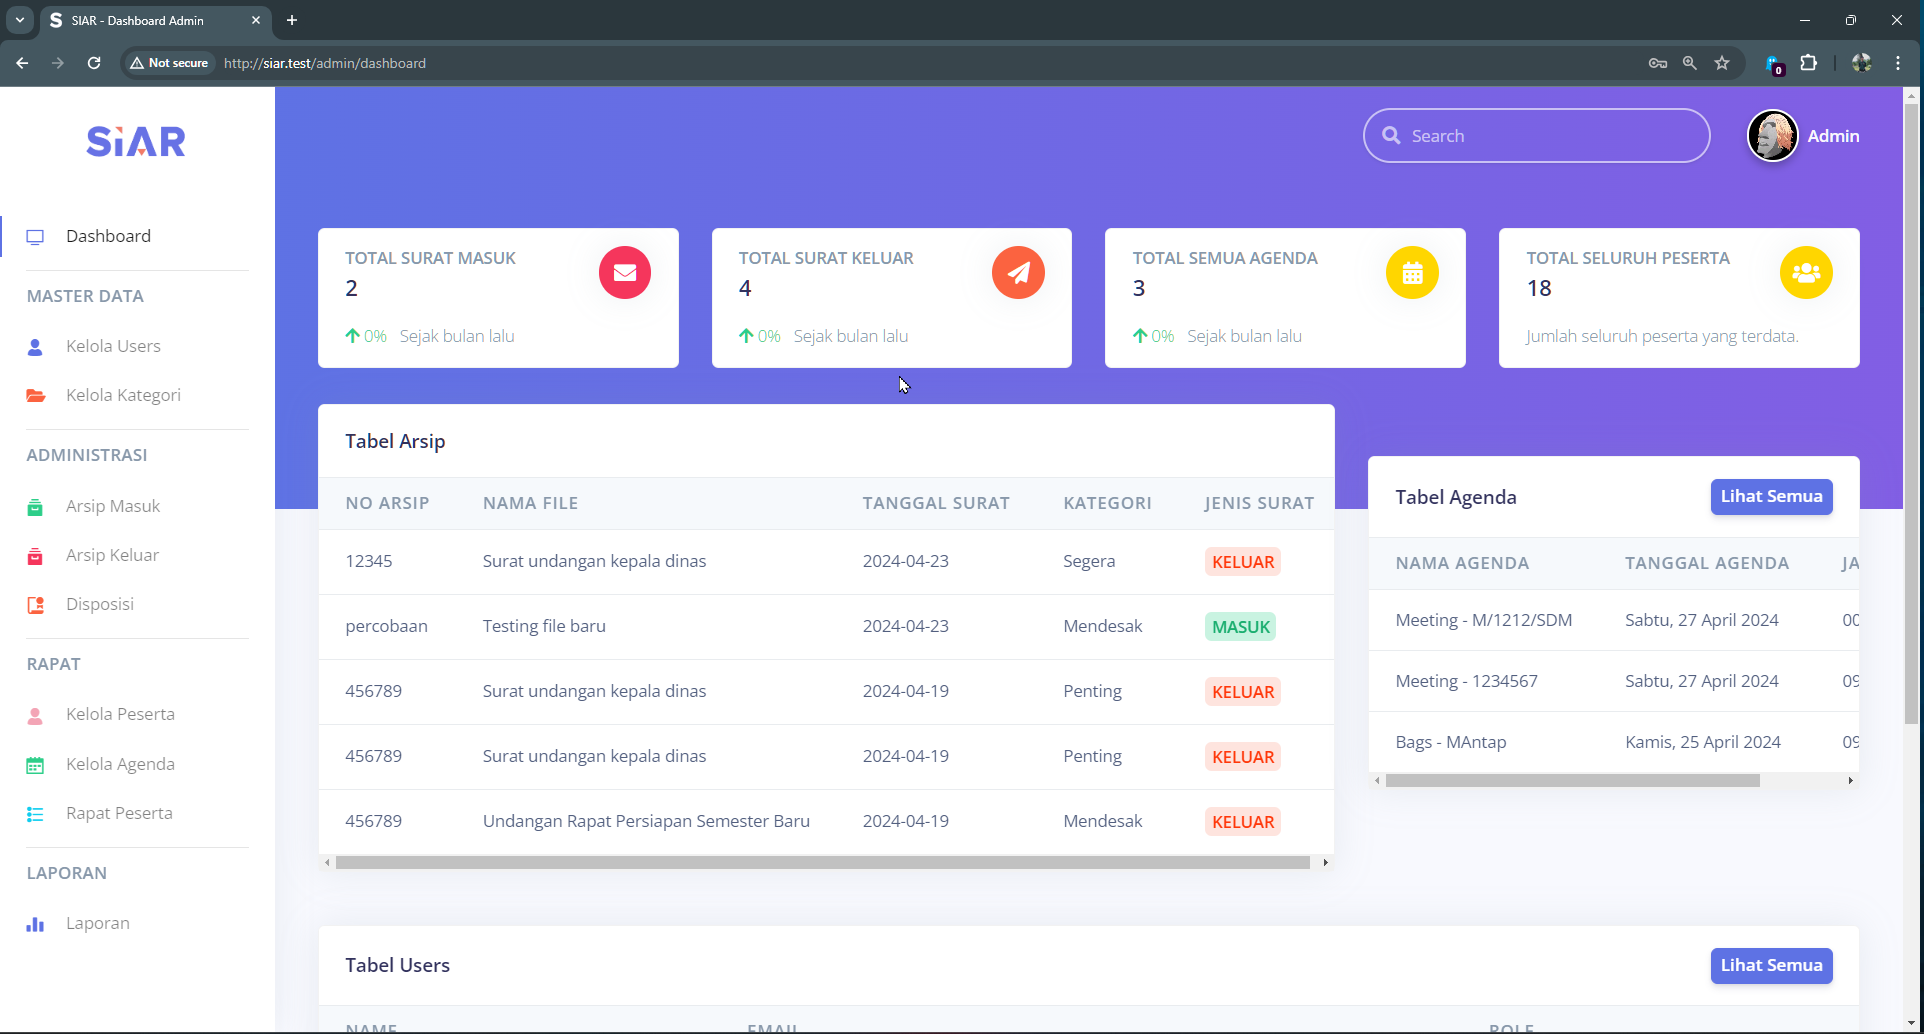 SIAR - Dashboard Admin
Not secure
http://siar.test/admin/dashboard
0
SiAR
Search
Admin
Dashboard
MASTER DATA
Kelola Users
Kelola Kategori
ADMINISTRASI
Arsip Masuk
Arsip Keluar
Disposisi
RAPAT
Kelola Peserta
Kelola Agenda
Rapat Peserta
LAPORAN
Laporan
TOTAL SURAT MASUK
2
0% Sejak bulan lalu
TOTAL SURAT KELUAR
4
0% Sejak bulan lalu
TOTAL SEMUA AGENDA
3
0% Sejak bulan lalu
TOTAL SELURUH PESERTA
18
Jumlah seluruh peserta yang terdata.
Tabel Arsip
NO ARSIP NAMA FILE TANGGAL SURAT KATEGORI JENIS SURAT
12345 Surat undangan kepala dinas 2024-04-23 Segera KELUAR
percobaan Testing file baru 2024-04-23 Mendesak MASUK
456789 Surat undangan kepala dinas 2024-04-19 Penting KELUAR
456789 Surat undangan kepala dinas 2024-04-19 Penting KELUAR
456789 Undangan Rapat Persiapan Semester Baru 2024-04-19 Mendesak KELUAR
Tabel Agenda Lihat Semua
NAMA AGENDA TANGGAL AGENDA JA
Meeting - M/1212/SDM Sabtu, 27 April 2024 00
Meeting - 1234567 Sabtu, 27 April 2024 09
Bags - MAntap Kamis, 25 April 2024 09
Tabel Users Lihat Semua
NAME EMAIL ROLE